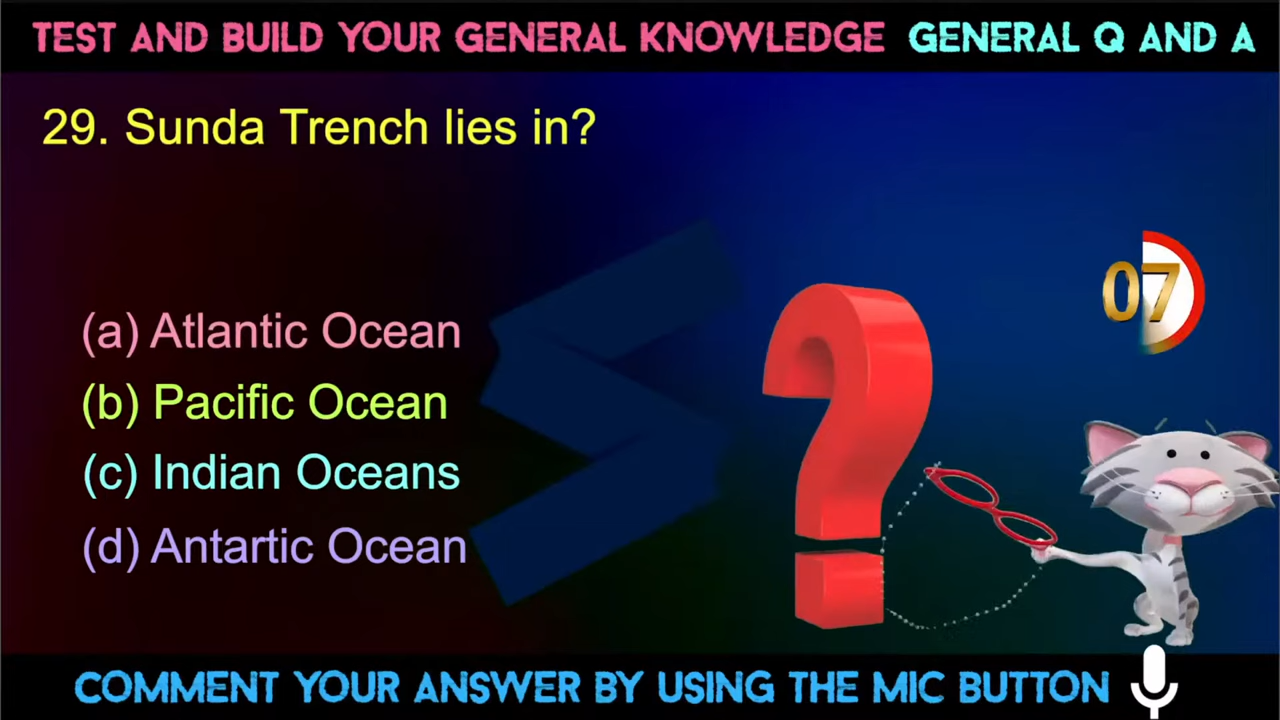 TEST AND BUILD YOUR GENERAL KNOWLEDGE GENERAL Q AND A
29. Sunda Trench lies in?
07
(a) Atlantic Ocean
(b) Pacific Ocean
(c) Indian Oceans
(d) Antartic Ocean
COMMENT YOUR ANSWER BY USING THE MIC BUTTON